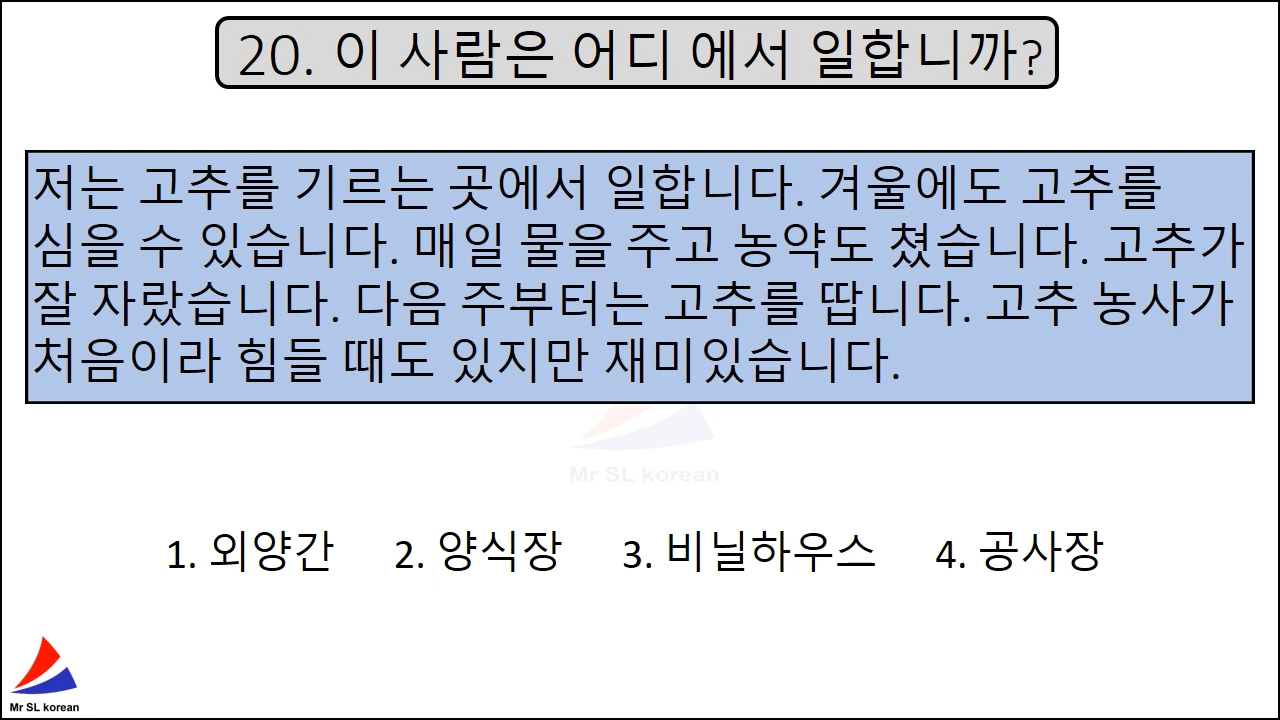 20. 이 사람은 어디 에서 일합니까?
저는 고추를 기르는 곳에서 일합니다. 겨울에도 고추를
심을 수 있습니다. 매일 물을 주고 농약도 쳤습니다. 고추가
잘 자랐습니다. 다음 주부터는 고추를 땁니다. 고추 농사가
처음이라 힘들 때도 있지만 재미있습니다.
Mr SL korean
1. 외양간 2. 양식장 3. 비닐하우스 4. 공사장
Mr SL korean